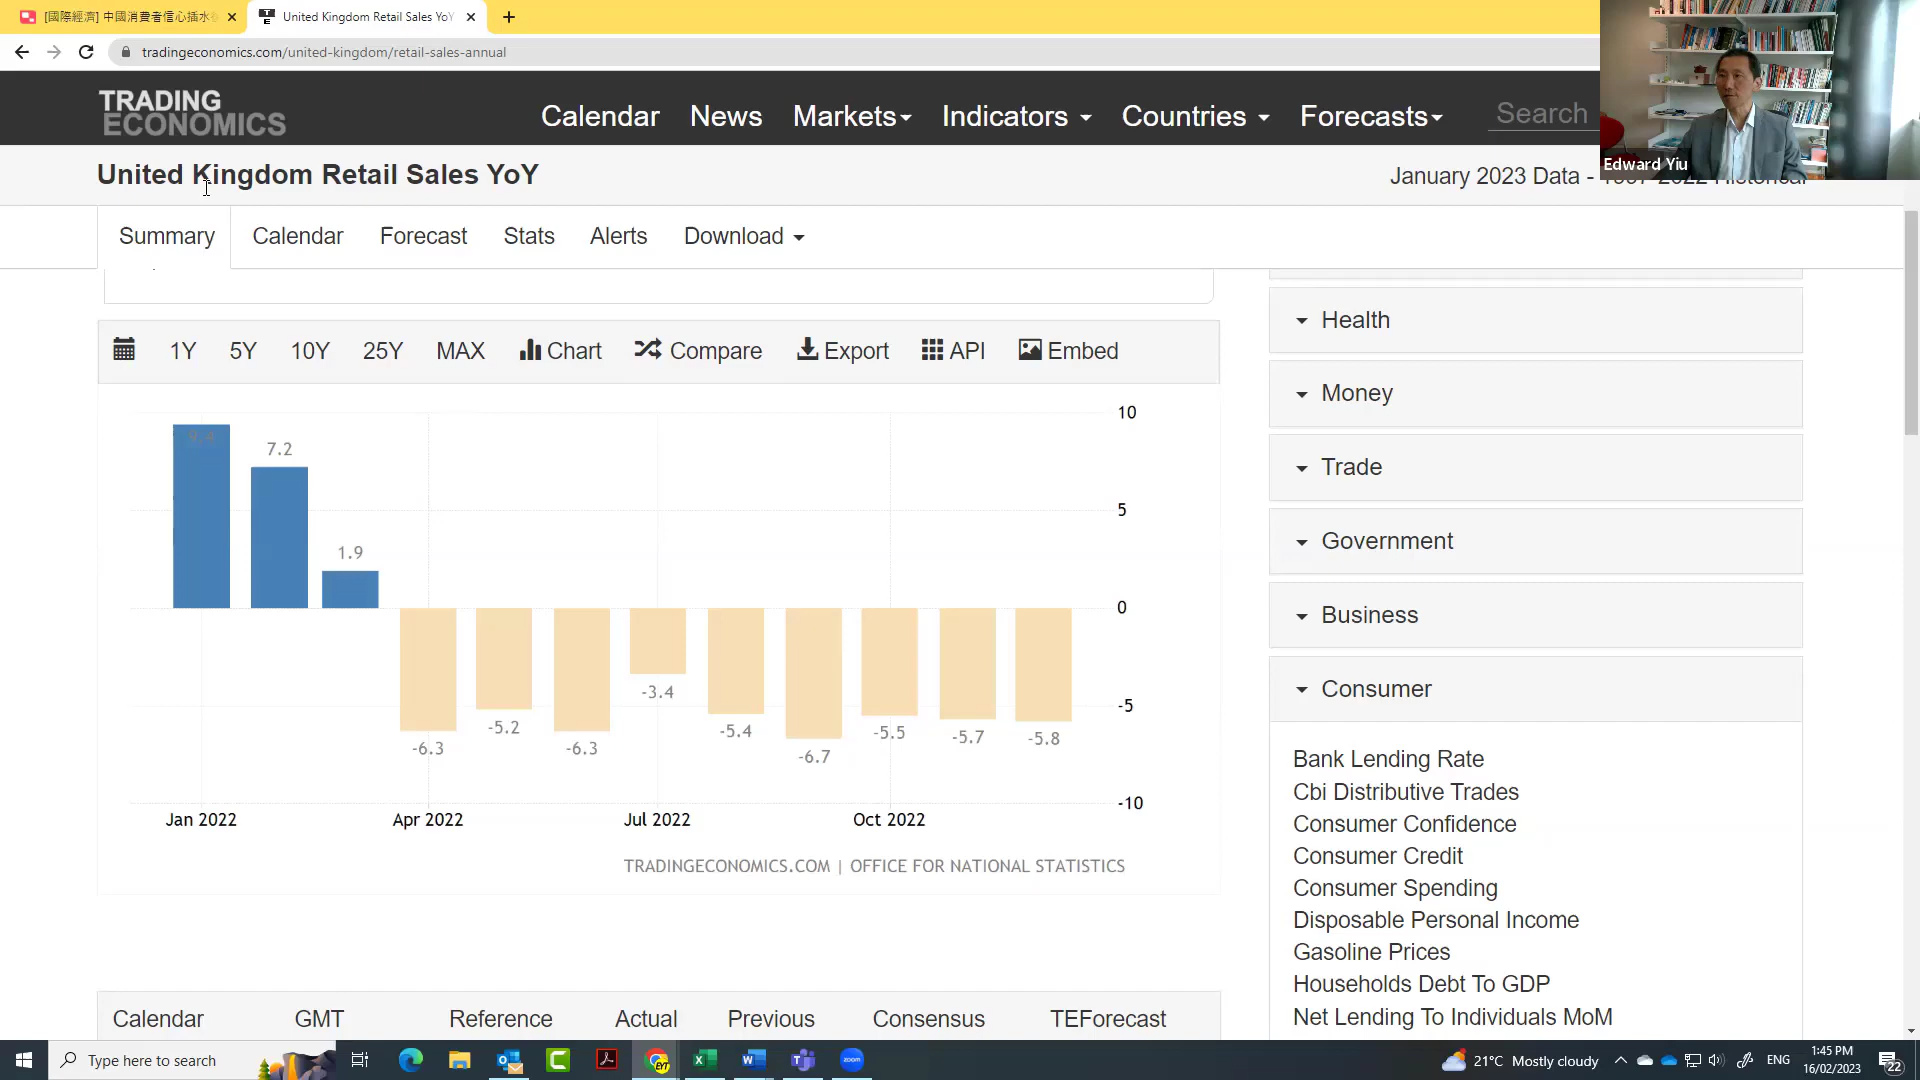 [國際經濟] 中國消費者信心插水
United Kingdom Retail Sales YoY
tradingeconomics.com/united-kingdom/retail-sales-annual
TRADING ECONOMICS
Calendar News Markets Indicators Countries Forecasts Search
Edward Yiu
United Kingdom Retail Sales YoY
January 2023 Data -
Summary Calendar Forecast Stats Alerts Download
1Y 5Y 10Y 25Y MAX Chart Compare Export API Embed
10
7.2
5
1.9
0
-3.4
-5
-5.2
-5.4
-5.5
-5.7
-5.8
-6.3
-6.3
-6.7
-10
Jan 2022 Apr 2022 Jul 2022 Oct 2022
TRADINGECONOMICS.COM | OFFICE FOR NATIONAL STATISTICS
Calendar GMT Reference Actual Previous Consensus TEForecast
Health
Money
Trade
Government
Business
Consumer
Bank Lending Rate
Cbi Distributive Trades
Consumer Confidence
Consumer Credit
Consumer Spending
Disposable Personal Income
Gasoline Prices
Households Debt To GDP
Net Lending To Individuals MoM
Type here to search
21°C Mostly cloudy
ENG
1:45 PM
16/02/2023
22